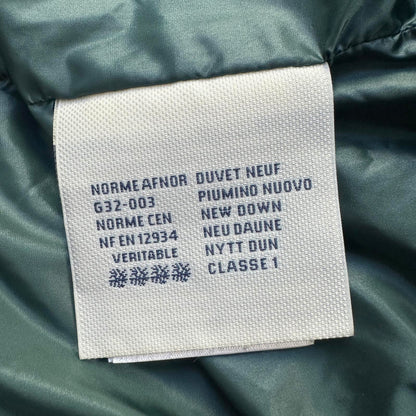 NORME AFNOR
G32-003
NORME CEN
NF EN 12934
VERITABLE
DUVET NEUF
PIUMINO NUOVO
NEW DOWN
NEU DAUNE
NYTT DUN
CLASSE 1